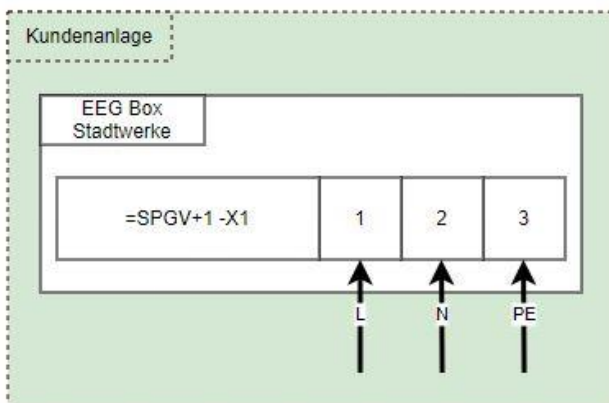 Kundenanlage
EEG Box
Stadtwerke
=SPGV+1 -X1 1 2 3
L N PE